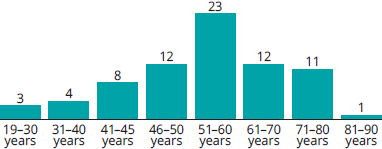 3 4 8 12 23 12 11 1
19–30 31–40 41–45 46–50 51–60 61–70 71–80 81–90
years years years years years years years years